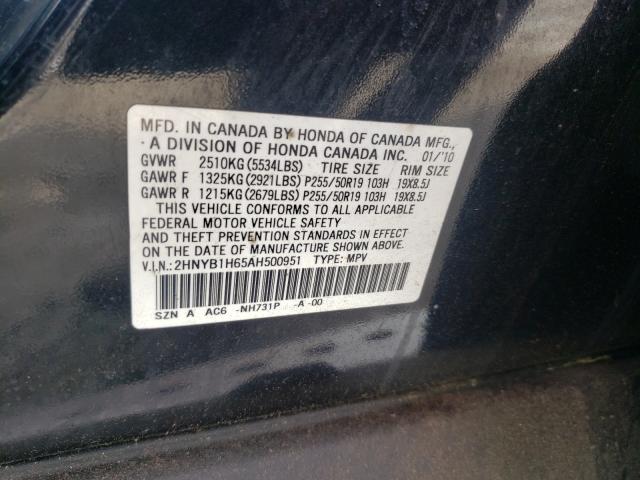 MFD. IN CANADA BY HONDA OF CANADA MFG.,
A DIVISION OF HONDA CANADA INC. 01/'10
GVWR 2510KG (5534LBS) TIRE SIZE RIM SIZE
GAWR F 1325KG (2921LBS) P255/50R19 103H 19X8.5J
GAWR R 1215KG (2679LBS) P255/50R19 103H 19X8.5J
THIS VEHICLE CONFORMS TO ALL APPLICABLE
FEDERAL MOTOR VEHICLE SAFETY
AND THEFT PREVENTION STANDARDS IN EFFECT
ON THE DATE OF MANUFACTURE SHOWN ABOVE.
V.I.N.: 2HNYB1H65AH500951 TYPE: MPV
SZN A AC6 -NH731P -A -00